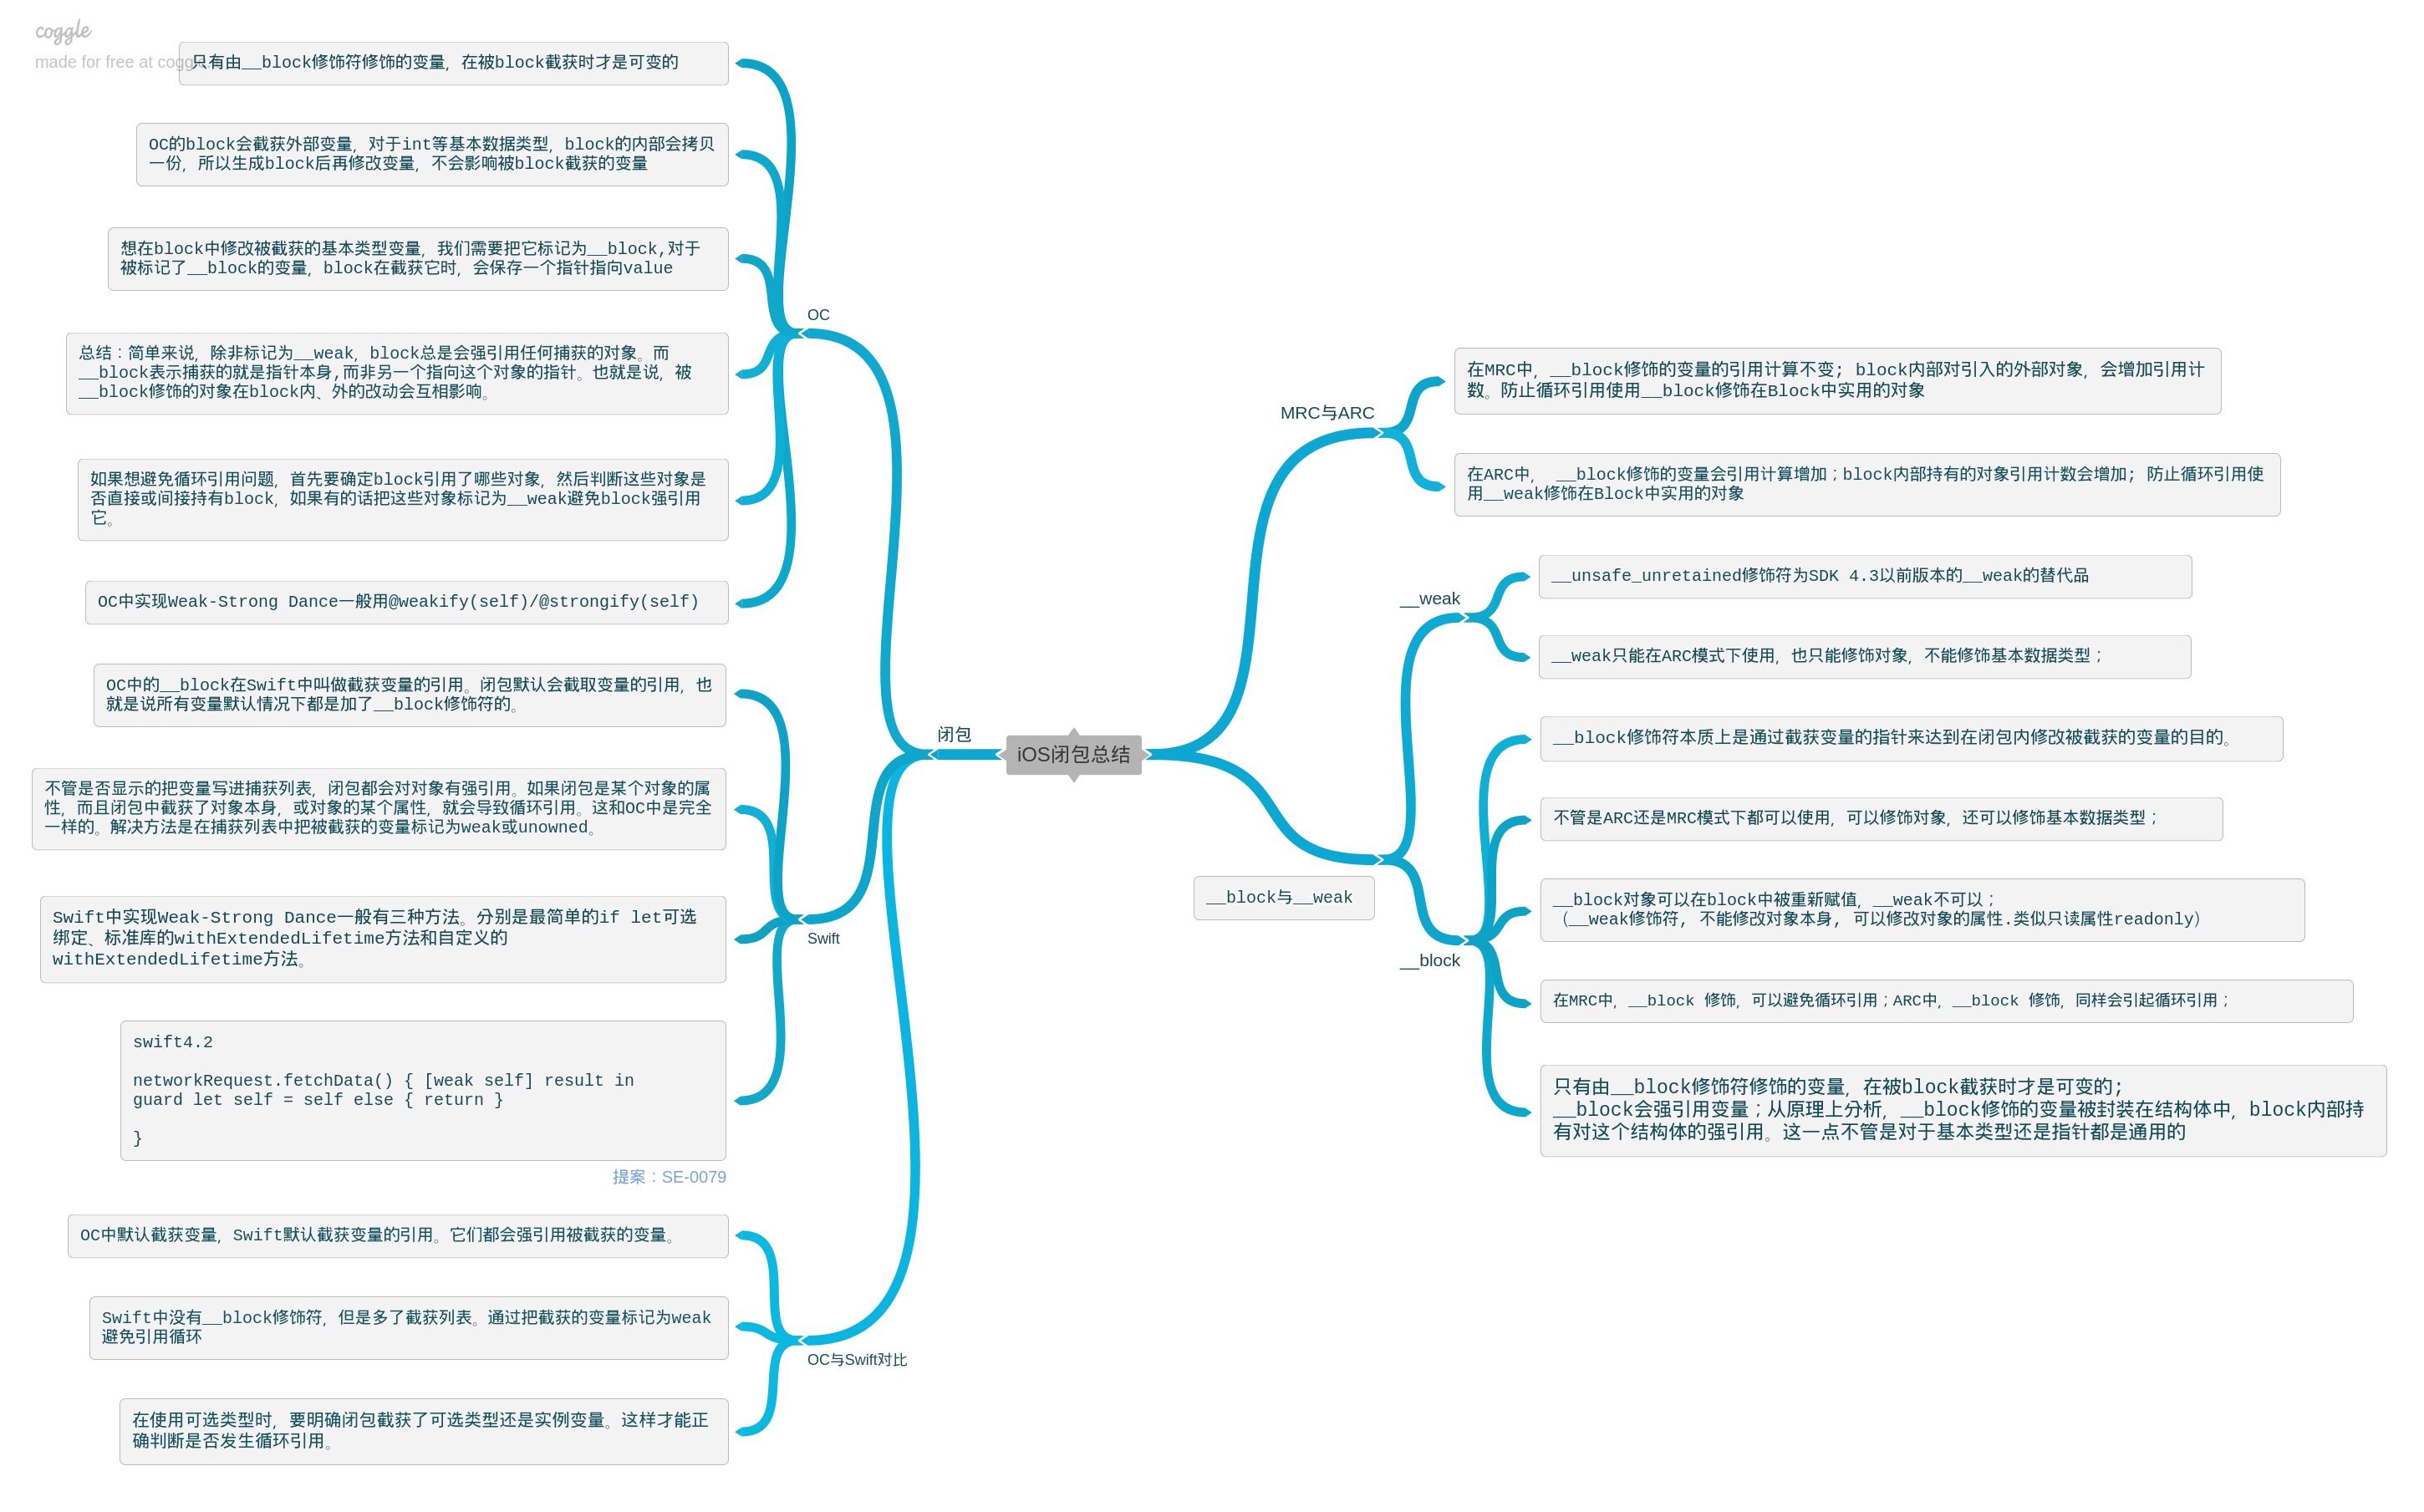 coggle
made for free at cogg
只有由__block修饰符修饰的变量，在被block截获时才是可变的
OC的block会截获外部变量，对于int等基本数据类型，block的内部会拷贝
一份，所以生成block后再修改变量，不会影响被block截获的变量
想在block中修改被截获的基本类型变量，我们需要把它标记为__block,对于
被标记了__block的变量，block在截获它时，会保存一个指针指向value
OC
总结：简单来说，除非标记为__weak，block总是会强引用任何捕获的对象。而
__block表示捕获的就是指针本身,而非另一个指向这个对象的指针。也就是说，被
__block修饰的对象在block内、外的改动会互相影响。
如果想避免循环引用问题，首先要确定block引用了哪些对象，然后判断这些对象是
否直接或间接持有block，如果有的话把这些对象标记为__weak避免block强引用
它。
OC中实现Weak-Strong Dance一般用@weakify(self)/@strongify(self)
OC中的__block在Swift中叫做截获变量的引用。闭包默认会截取变量的引用，也
就是说所有变量默认情况下都是加了__block修饰符的。
闭包
iOS闭包总结
不管是否显示的把变量写进捕获列表，闭包都会对对象有强引用。如果闭包是某个对象的属
性，而且闭包中截获了对象本身，或对象的某个属性，就会导致循环引用。这和OC中是完全
一样的。解决方法是在捕获列表中把被截获的变量标记为weak或unowned。
Swift中实现Weak-Strong Dance一般有三种方法。分别是最简单的if let可选
绑定、标准库的withExtendedLifetime方法和自定义的
withExtendedLifetime方法。
Swift
swift4.2
networkRequest.fetchData() { [weak self] result in
guard let self = self else { return }
}
提案：SE-0079
OC中默认截获变量，Swift默认截获变量的引用。它们都会强引用被截获的变量。
Swift中没有__block修饰符，但是多了截获列表。通过把截获的变量标记为weak
避免引用循环
OC与Swift对比
在使用可选类型时，要明确闭包截获了可选类型还是实例变量。这样才能正
确判断是否发生循环引用。
MRC与ARC
在MRC中，__block修饰的变量的引用计算不变; block内部对引入的外部对象，会增加引用计
数。防止循环引用使用__block修饰在Block中实用的对象
在ARC中， __block修饰的变量会引用计算增加；block内部持有的对象引用计数会增加; 防止循环引用使
用__weak修饰在Block中实用的对象
__weak
__unsafe_unretained修饰符为SDK 4.3以前版本的__weak的替代品
__weak只能在ARC模式下使用，也只能修饰对象，不能修饰基本数据类型；
__block修饰符本质上是通过截获变量的指针来达到在闭包内修改被截获的变量的目的。
不管是ARC还是MRC模式下都可以使用，可以修饰对象，还可以修饰基本数据类型；
__block与__weak
__block对象可以在block中被重新赋值，__weak不可以；
（__weak修饰符, 不能修改对象本身, 可以修改对象的属性.类似只读属性readonly）
__block
在MRC中，__block 修饰，可以避免循环引用；ARC中，__block 修饰，同样会引起循环引用；
只有由__block修饰符修饰的变量，在被block截获时才是可变的;
__block会强引用变量；从原理上分析，__block修饰的变量被封装在结构体中，block内部持
有对这个结构体的强引用。这一点不管是对于基本类型还是指针都是通用的